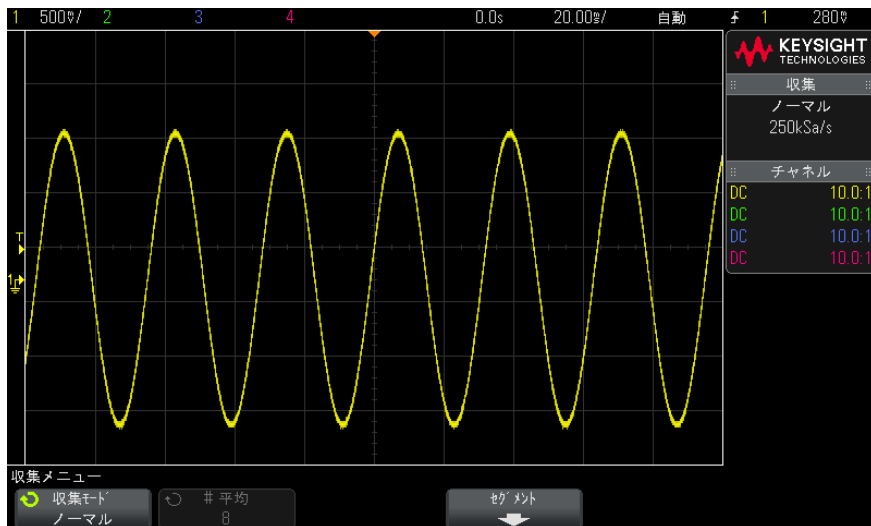 1 500㎷/ 2 3 4 0.0s 20.00㎳/ 自動 1 280㎷
KEYSIGHT
TECHNOLOGIES
収集
ノーマル
250kSa/s
チャネル
DC 10.0:1
DC 10.0:1
DC 10.0:1
DC 10.0:1
T
1
収集メニュー
収集ﾓｰﾄﾞ
ノーマル
# 平均
8
ｾｸﾞﾒﾝﾄ